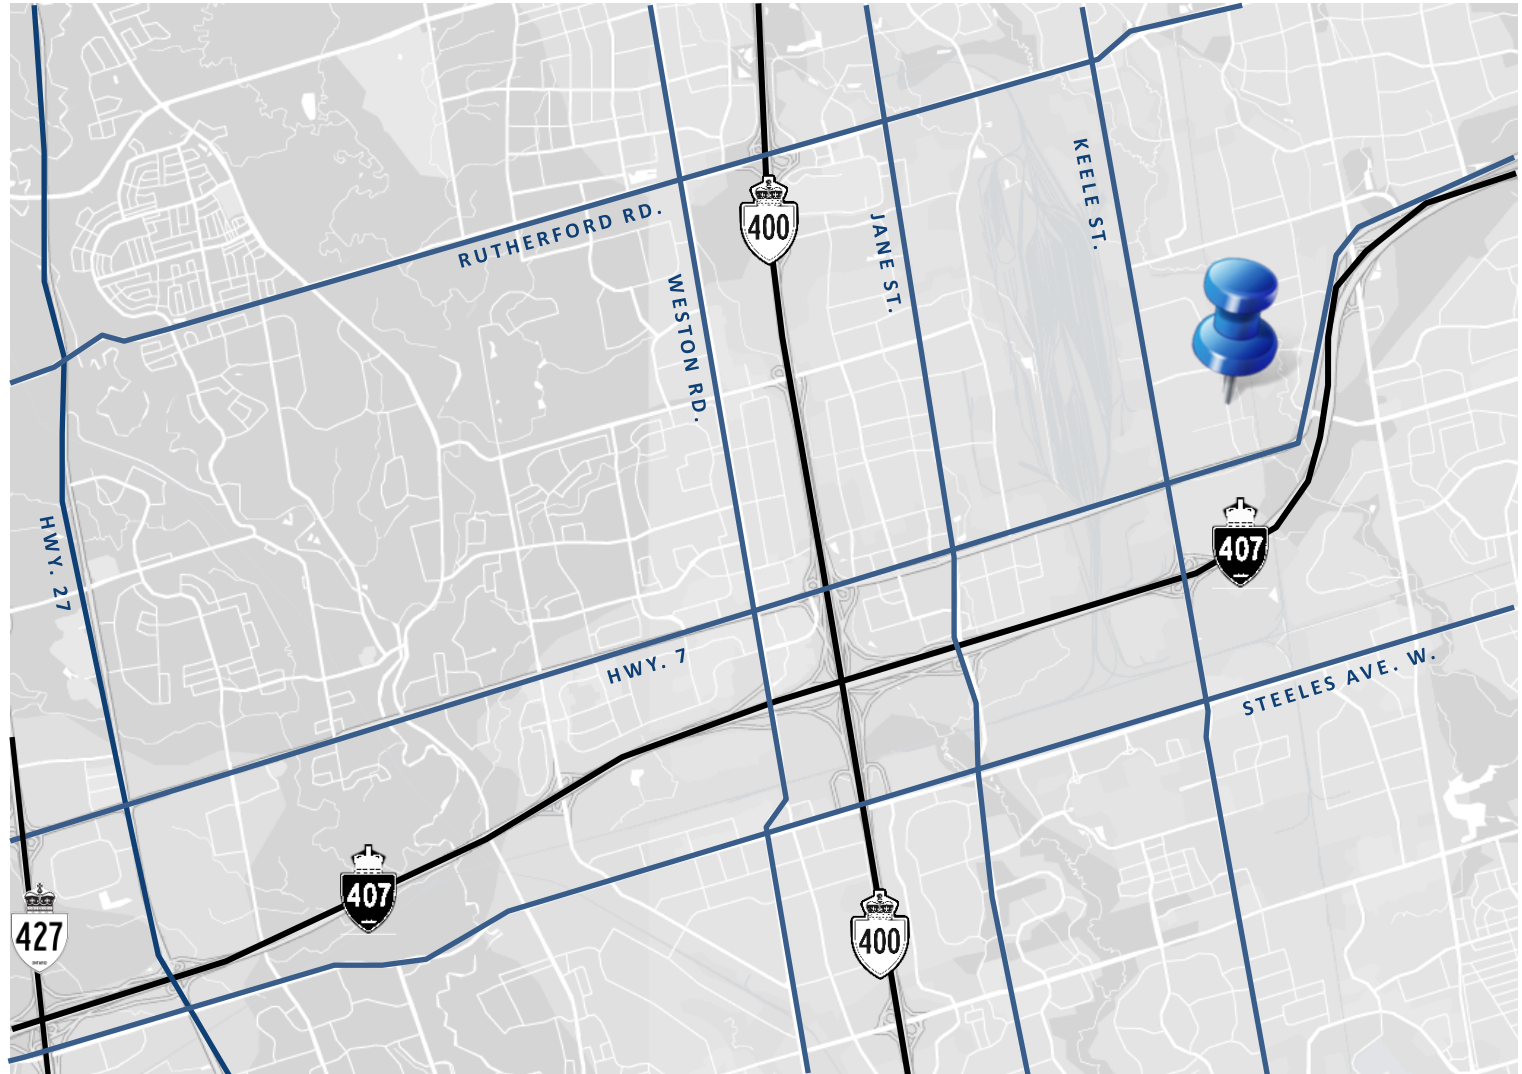 KEELE ST.
RUTHERFORD RD.
400
JANE ST.
WESTON RD.
HWY. 27
407
HWY. 7
STEELES AVE. W.
407
427
400